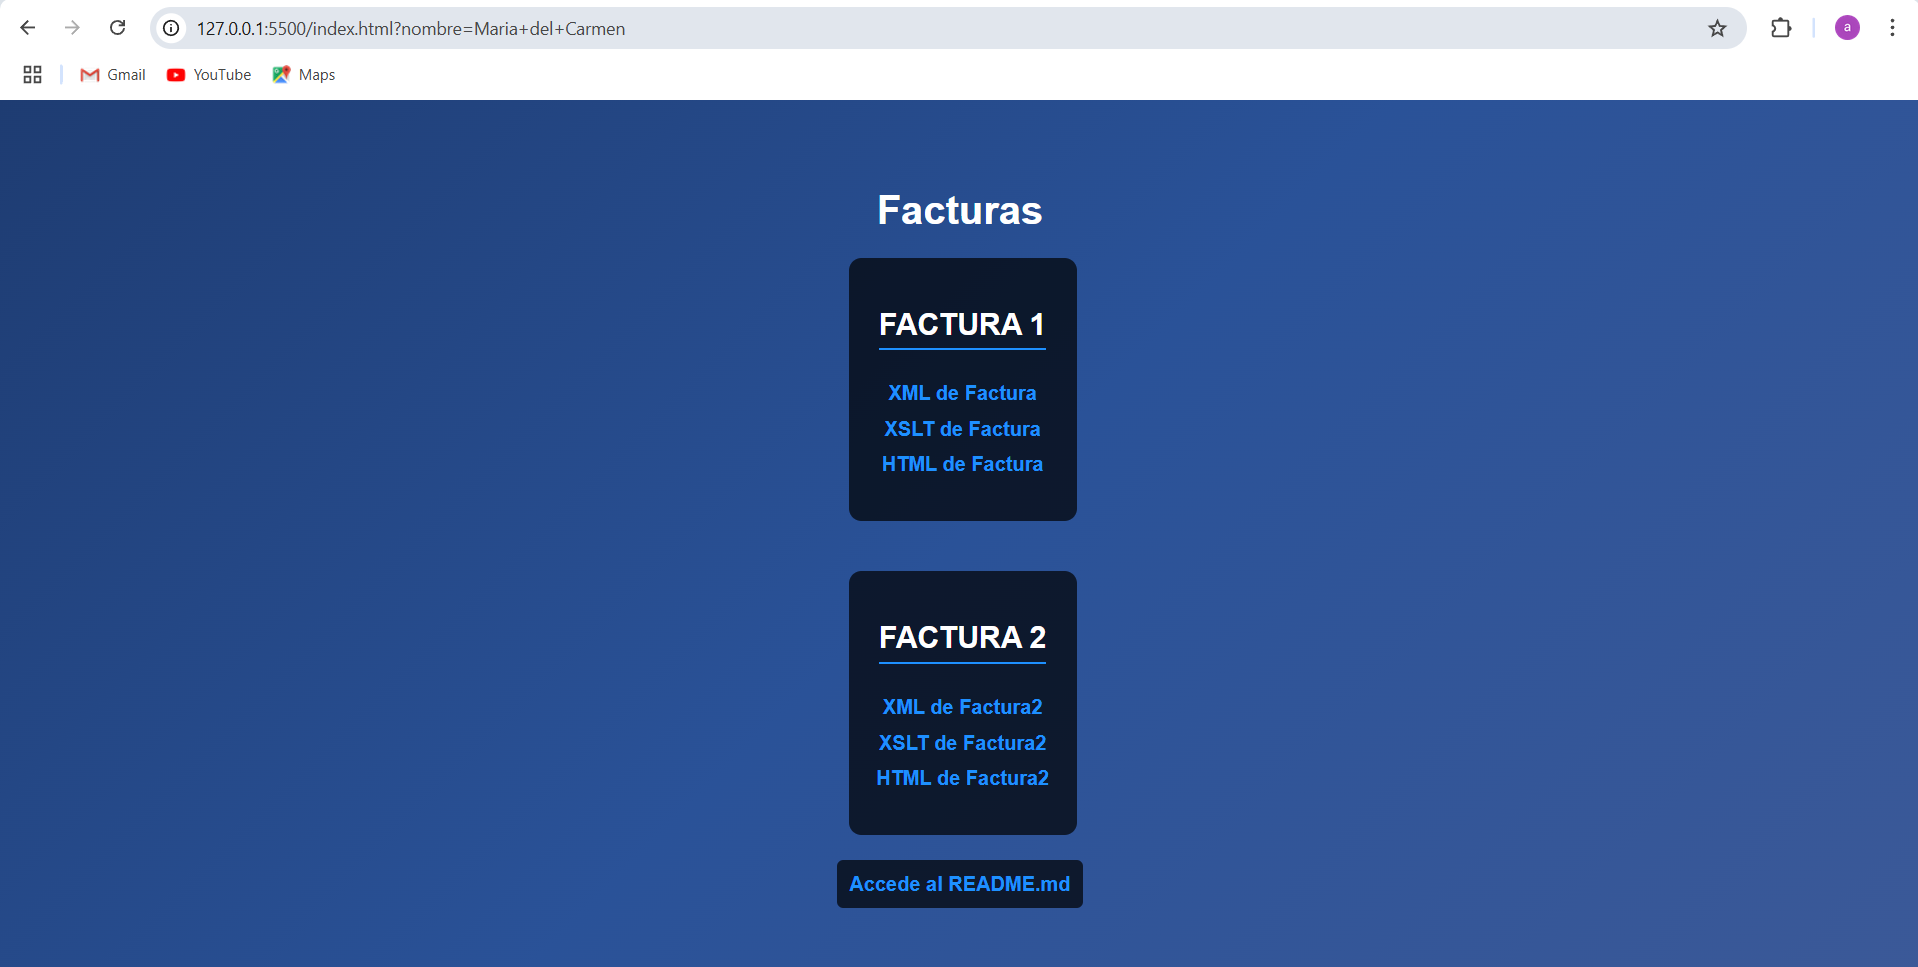 127.0.0.1:5500/index.html?nombre=Maria+del+Carmen
a
Gmail YouTube Maps
Facturas
FACTURA 1
XML de Factura
XSLT de Factura
HTML de Factura
FACTURA 2
XML de Factura2
XSLT de Factura2
HTML de Factura2
Accede al README.md